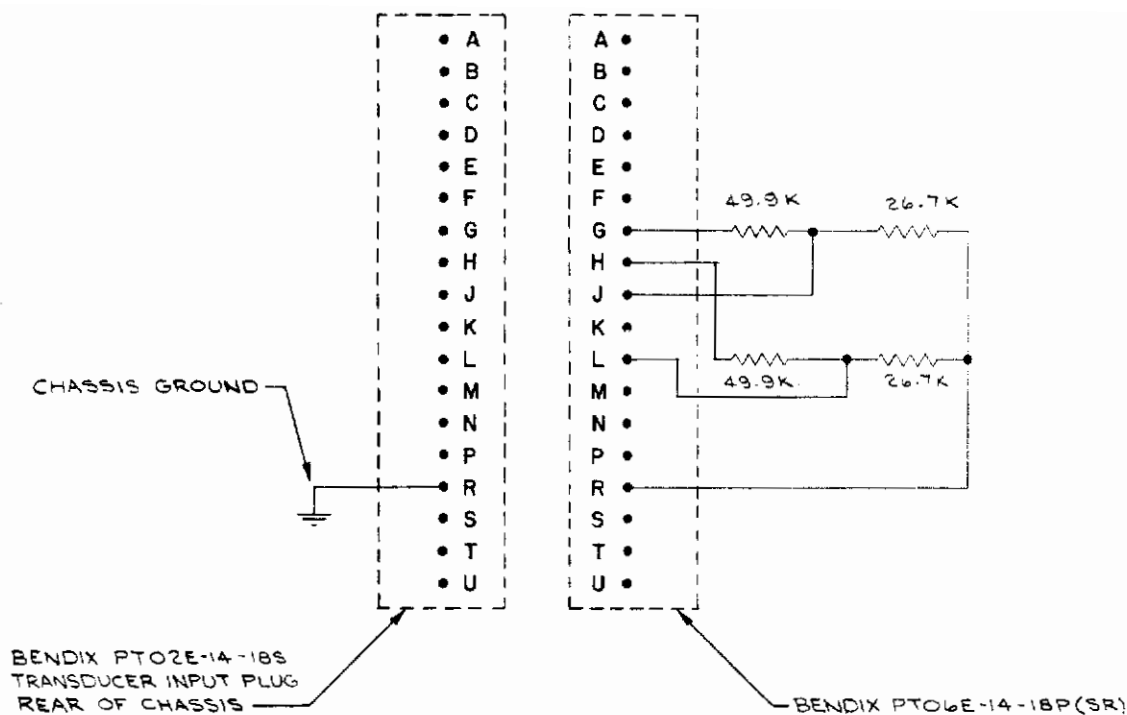 A A
B B
C C
D D
E E
F F 49.9K 26.7K
G G
H H
J J
K K
L L
CHASSIS GROUND M M 49.9K. 26.7K
N N
P P
R R
S S
T T
U U
BENDIX PT02E-14-18S
TRANSDUCER INPUT PLUG
REAR OF CHASSIS
BENDIX PT06E-14-18P(SR)